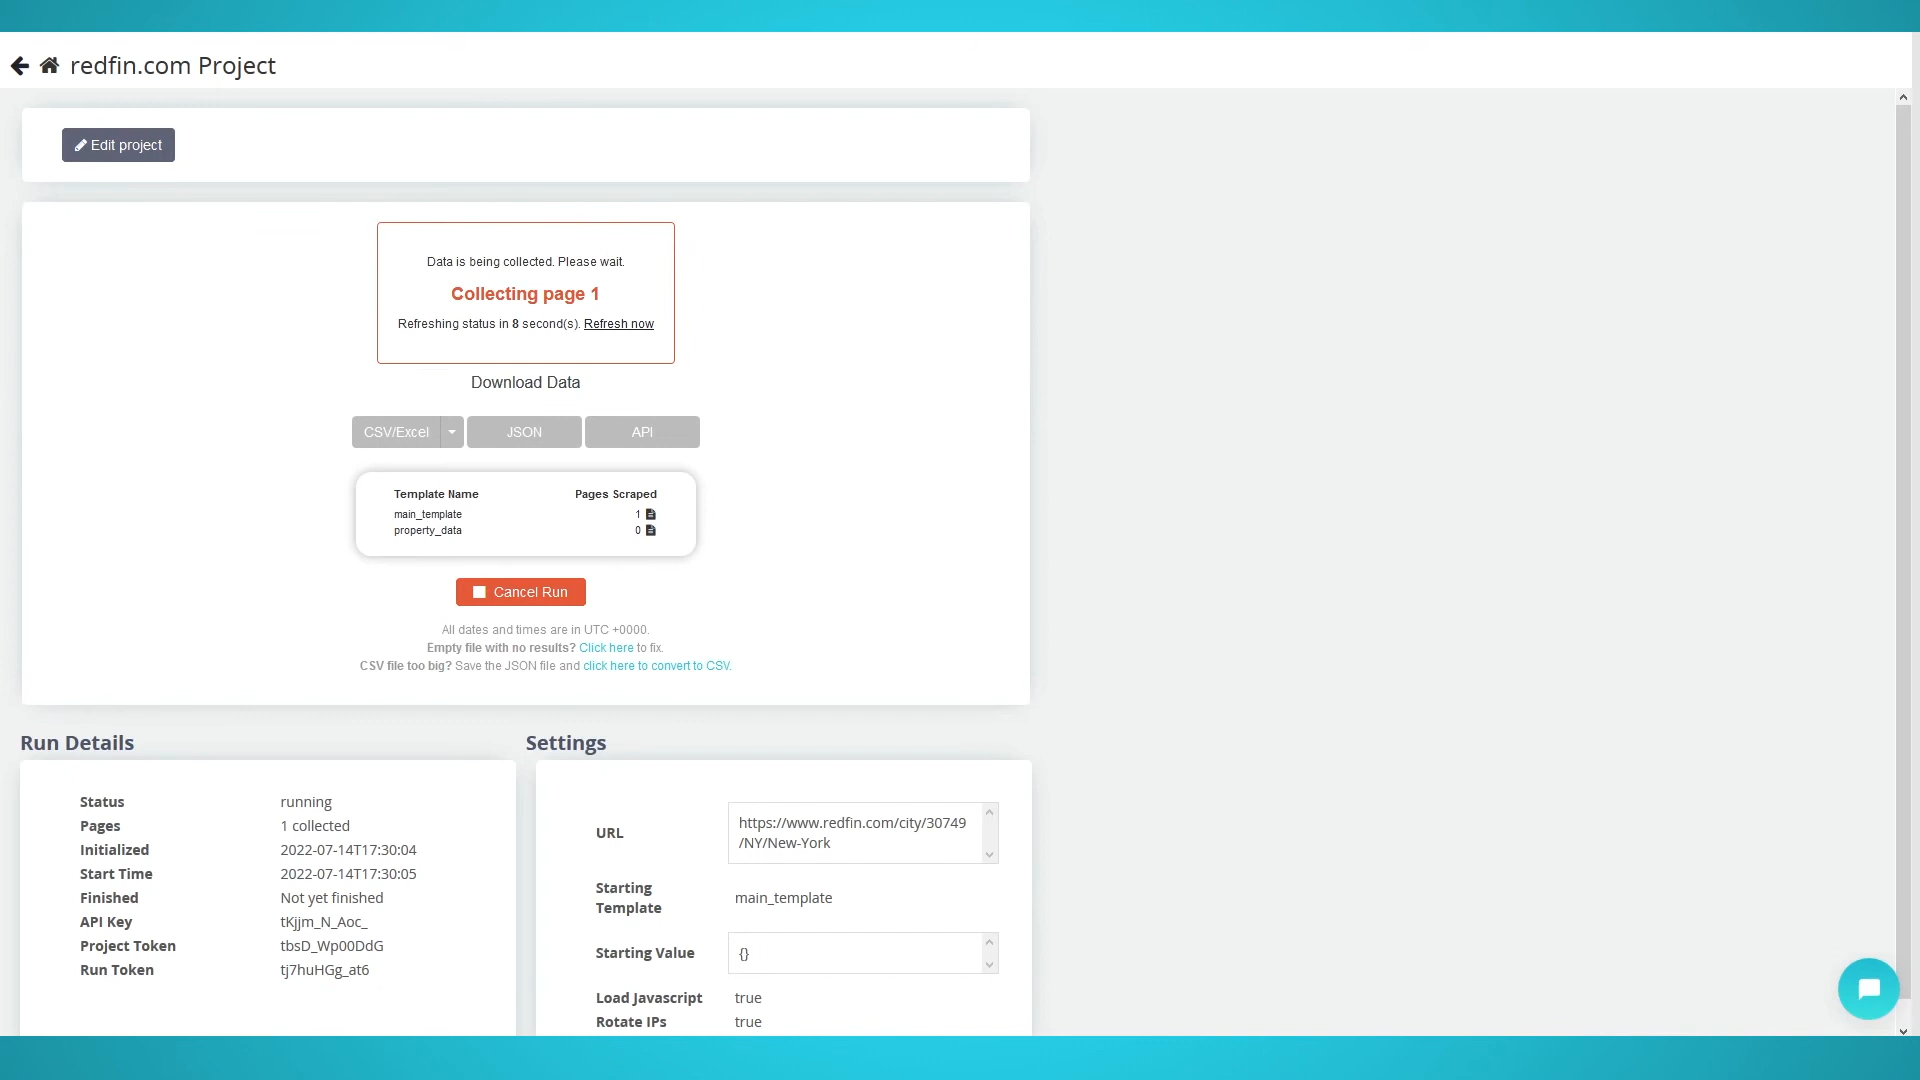 redfin.com Project
Edit project
Data is being collected. Please wait.
Collecting page 1
Refreshing status in 8 second(s). Refresh now
Download Data
CSV/Excel
JSON
API
Template Name Pages Scraped
main_template 1
property_data 0
Cancel Run
All dates and times are in UTC +0000.
Empty file with no results? Click here to fix.
CSV file too big? Save the JSON file and click here to convert to CSV.
Run Details
Status running
Pages 1 collected
Initialized 2022-07-14T17:30:04
Start Time 2022-07-14T17:30:05
Finished Not yet finished
API Key tKjjm_N_Aoc_
Project Token tbsD_Wp00DdG
Run Token tj7huHGg_at6
Settings
URL
https://www.redfin.com/city/30749
/NY/New-York
Starting
Template
main_template
Starting Value {}
Load Javascript true
Rotate IPs true